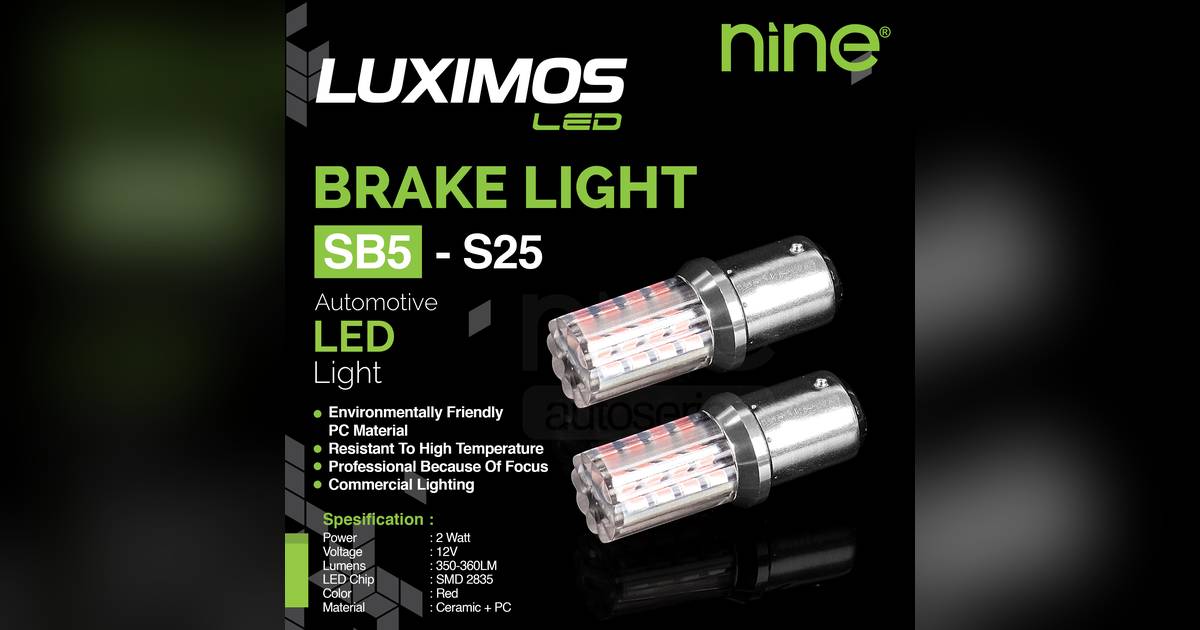 nine®
LUXIMOS
LED
BRAKE LIGHT
SB5 - S25
Automotive
LED
Light
Environmentally Friendly
PC Material
Resistant To High Temperature
Professional Because Of Focus
Commercial Lighting
Spesification :
Power : 2 Watt
Voltage : 12V
Lumens : 350-360LM
LED Chip : SMD 2835
Color : Red
Material : Ceramic + PC
nine